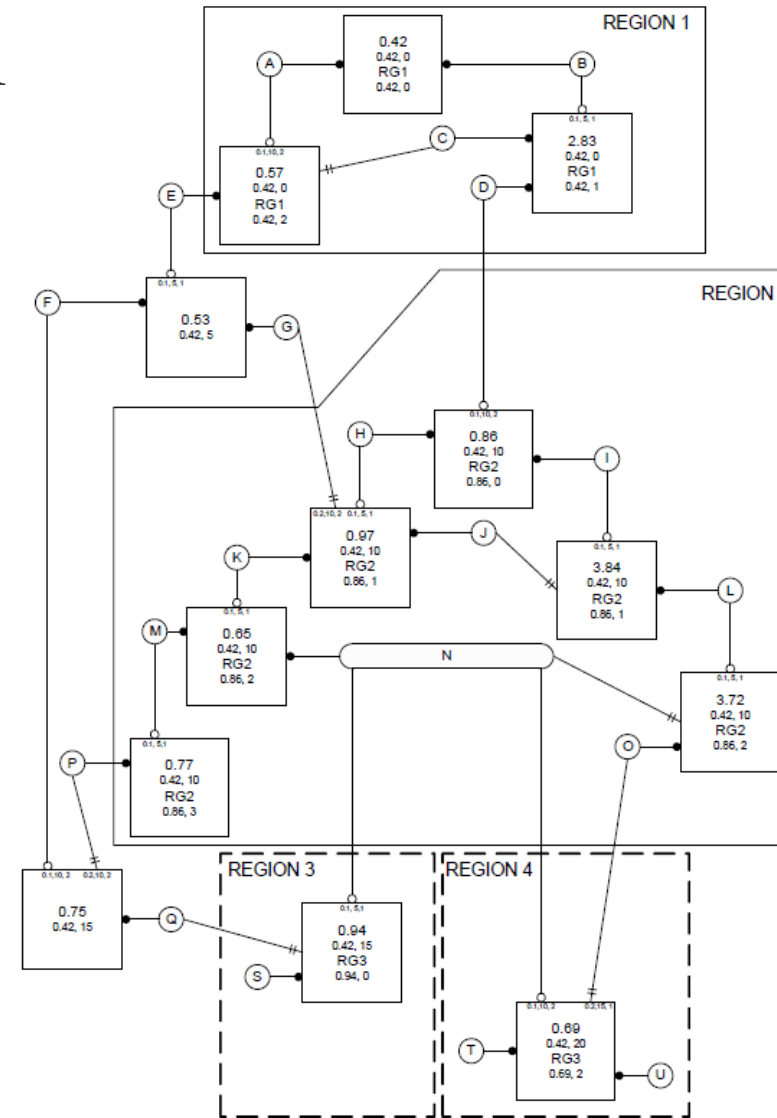 REGION 1
0.42
0.42, 0
RG1
0.42, 0
A
B
0.1, 5, 1
2.83
0.42, 0
RG1
0.42, 1
C
0.1,10, 2
0.57
0.42, 0
RG1
0.42, 2
D
E
REGION
0.1, 5, 1
0.53
0.42, 5
F
G
0.1,10, 2
0.86
0.42, 10
RG2
0.86, 0
H
I
0.2,10, 2 0.1, 5, 1
0.97
0.42, 10
RG2
0.86, 1
J
0.1, 5, 1
3.84
0.42, 10
RG2
0.86, 1
K
L
0.1, 5, 1
0.65
0.42, 10
RG2
0.86, 2
M
N
0.1, 5, 1
3.72
0.42, 10
RG2
0.86, 2
O
0.1, 5,1
0.77
0.42, 10
RG2
0.86, 3
P
0.1,10, 2 0.2,10, 2
0.75
0.42, 15
Q
REGION 3
0.1, 5,1
0.94
0.42, 15
RG3
0.94, 0
S
REGION 4
0.1,10, 2 0.2,15, 1
0.69
0.42, 20
RG3
0.69, 2
T
U